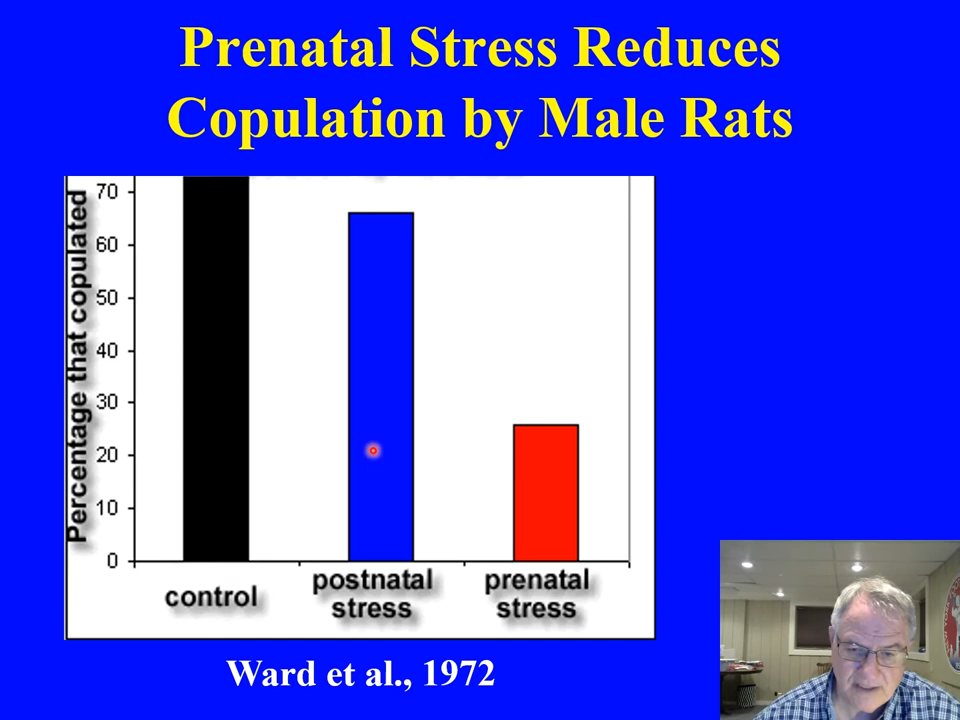 Prenatal Stress Reduces
Copulation by Male Rats
Percentage that copulated
70
60
50
40
30
20
10
0
control
postnatal
stress
prenatal
stress
Ward et al., 1972